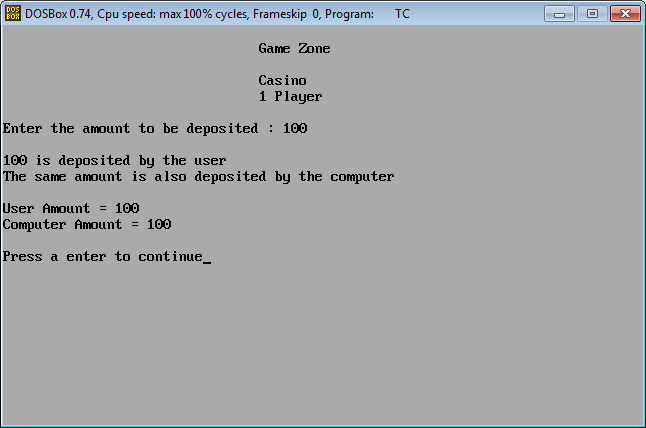 DOS
BOX
DOSBox 0.74, Cpu speed: max 100% cycles, Frameskip 0, Program: TC
Game Zone
Casino
1 Player
Enter the amount to be deposited : 100
100 is deposited by the user
The same amount is also deposited by the computer
User Amount = 100
Computer Amount = 100
Press a enter to continue_